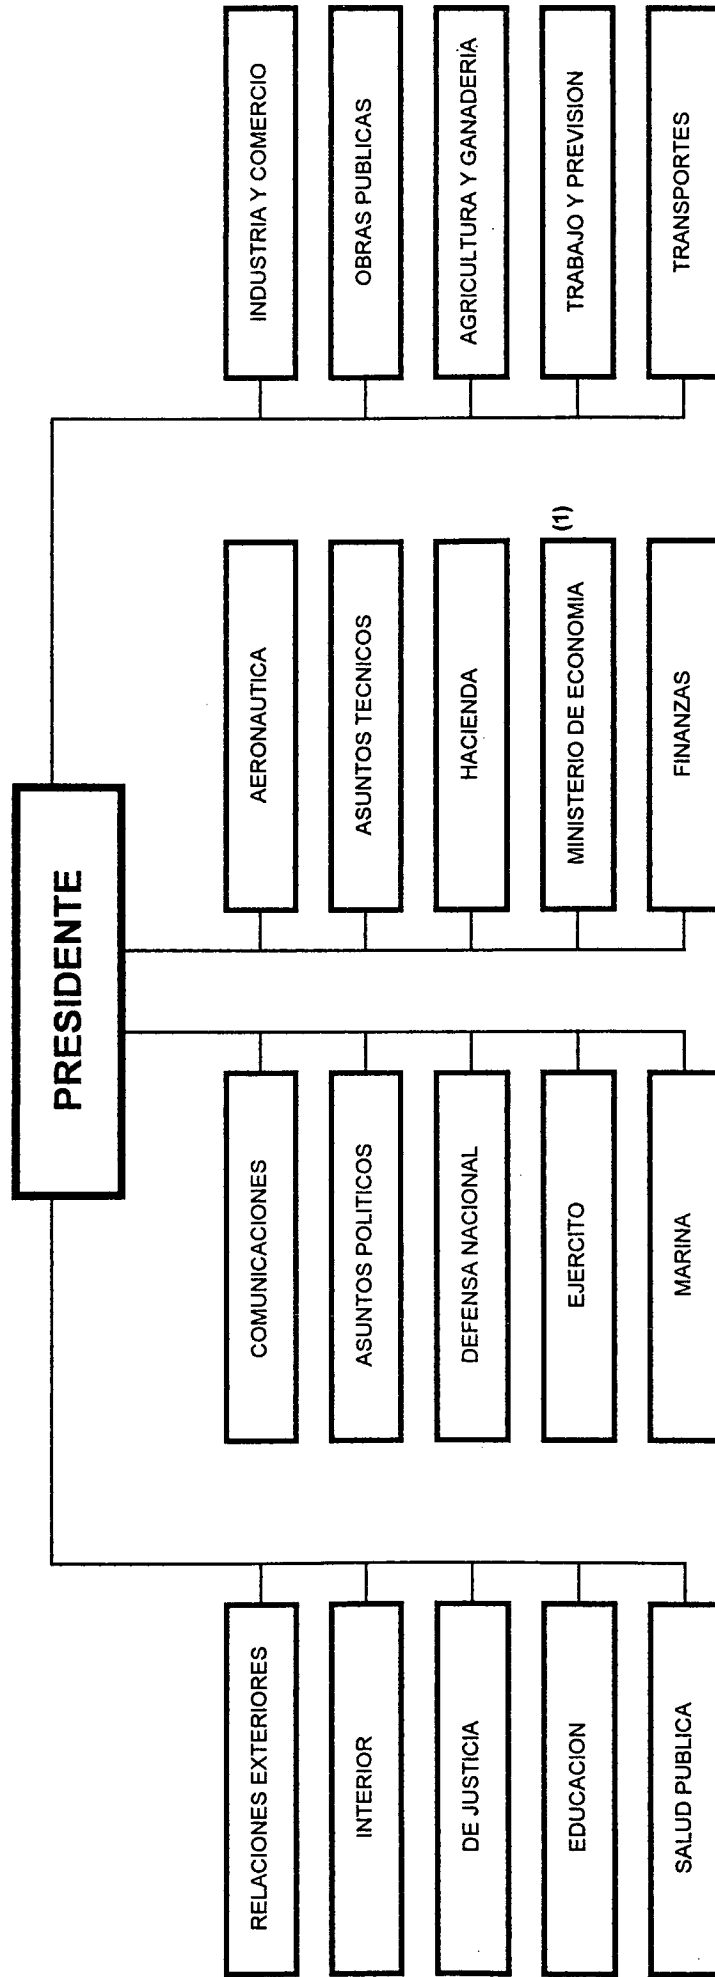 PRESIDENTE
RELACIONES EXTERIORES
INTERIOR
DE JUSTICIA
EDUCACION
SALUD PUBLICA
COMUNICACIONES
ASUNTOS POLITICOS
DEFENSA NACIONAL
EJERCITO
MARINA
AERONAUTICA
ASUNTOS TECNICOS
HACIENDA
MINISTERIO DE ECONOMIA (1)
FINANZAS
INDUSTRIA Y COMERCIO
OBRAS PUBLICAS
AGRICULTURA Y GANADERIA
TRABAJO Y PREVISION
TRANSPORTES